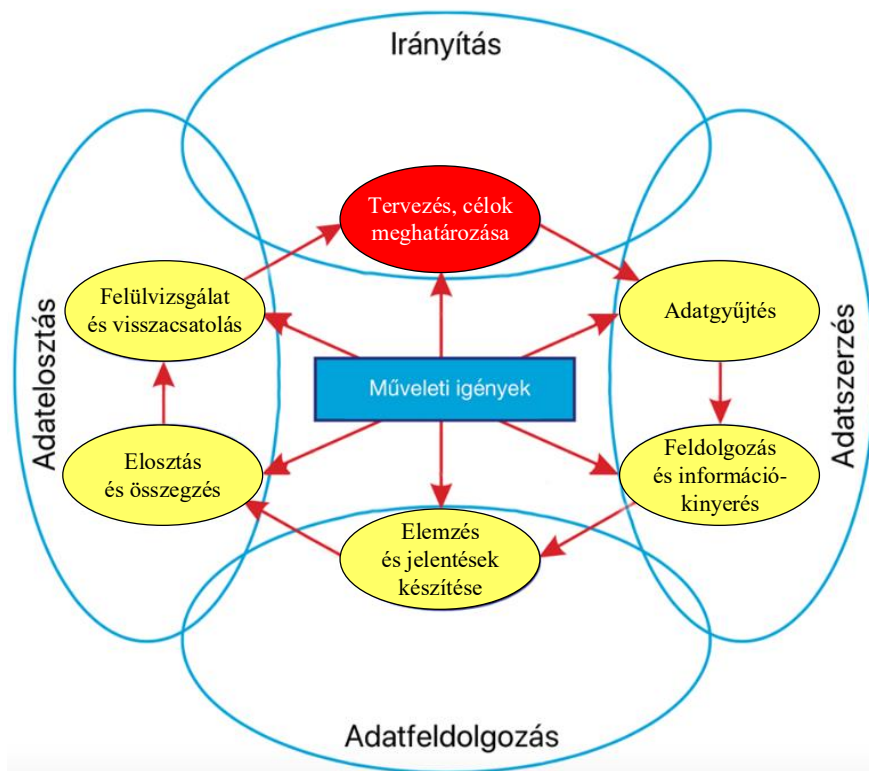 Irányítás
Tervezés, célok
meghatározása
Felülvizsgálat
és visszacsatolás
Adatgyűjtés
Adatelosztás
Műveleti igények
Adatszerzés
Elosztás
és összegzés
Feldolgozás
és információ-
kinyerés
Elemzés
és jelentések
készítése
Adatfeldolgozás